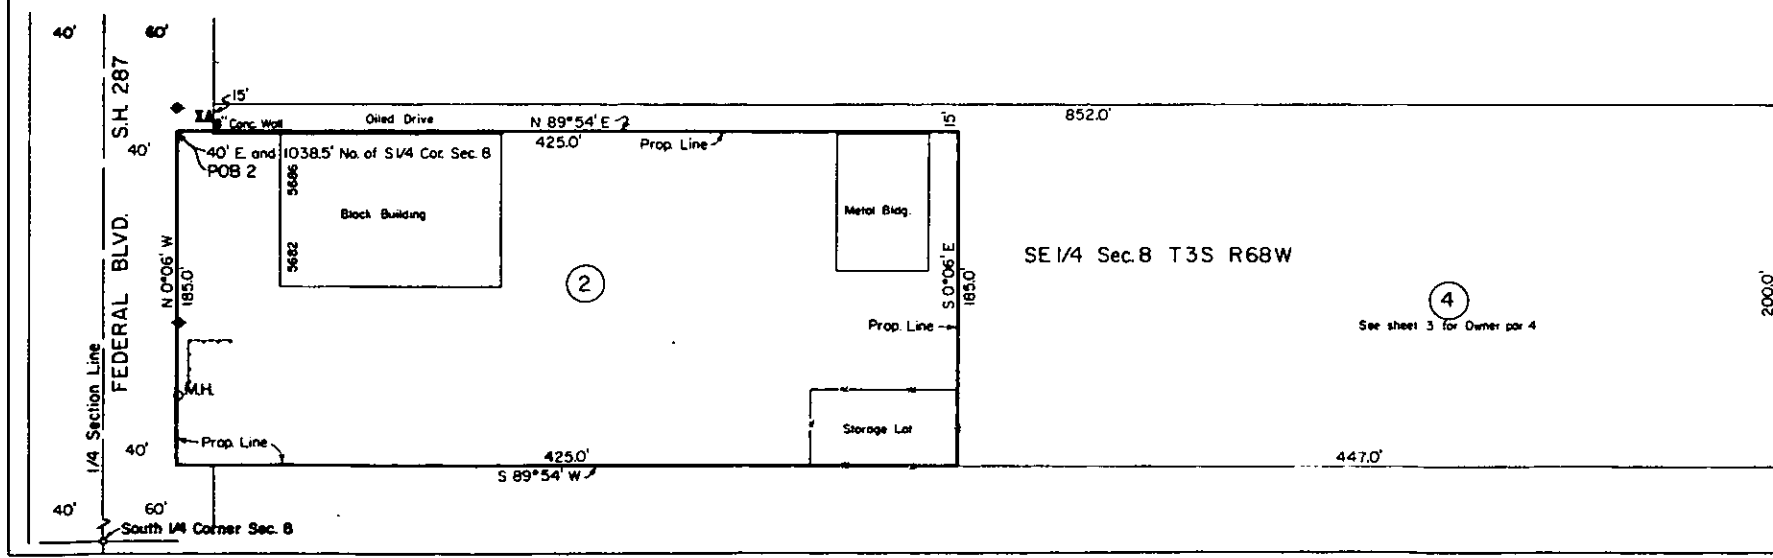 40' 60'
S.H. 287
FEDERAL BLVD.
1/4 Section Line
15'
Conc. Wall
Oiled Drive
N 89°54' E
425.0'
Prop. Line
15'
852.0'
40'
40' E. and 1038.5' No. of S1/4 Cor. Sec. 8
POB 2
5686
5682
Block Building
Metal Bldg.
N 0°06' W
185.0'
2
S 0°06' E
185.0'
SE 1/4 Sec. 8 T3S R68W
4
See sheet 3 for Owner par 4
200.0'
Prop. Line
M.H.
Storage Lot
40'
Prop. Line
425.0'
S 89°54' W
447.0'
40' 60'
South 1/4 Corner Sec. 8